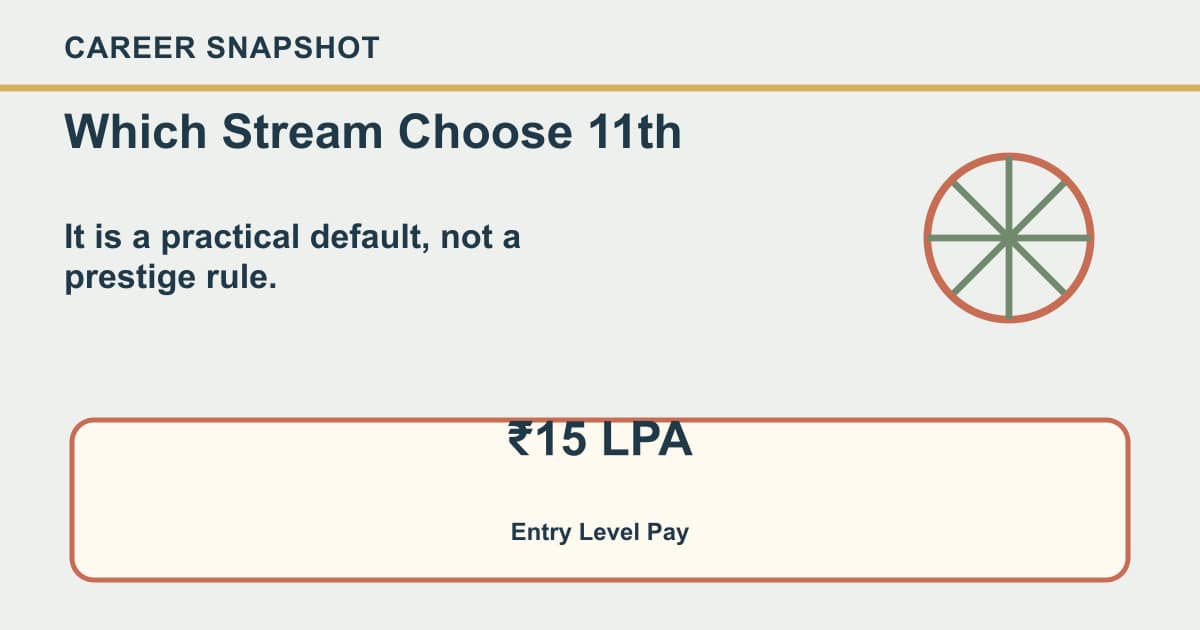 CAREER SNAPSHOT
Which Stream Choose 11th
It is a practical default, not a
prestige rule.
₹15 LPA
Entry Level Pay